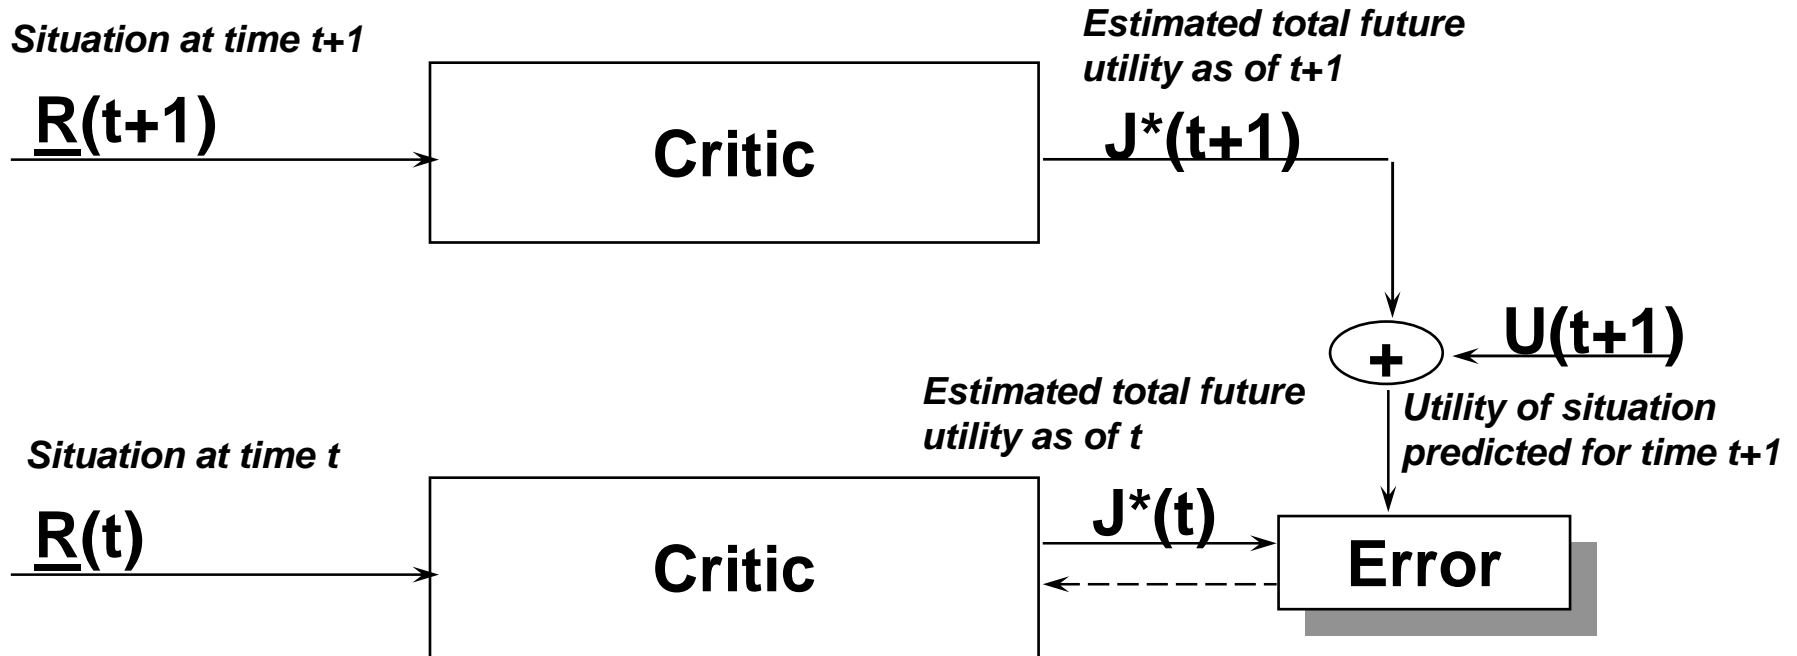 Situation at time t+1
R(t+1)
Critic
Estimated total future
utility as of t+1
J*(t+1)
+
U(t+1)
Utility of situation
predicted for time t+1
Estimated total future
utility as of t
Situation at time t
R(t)
Critic
J*(t)
Error